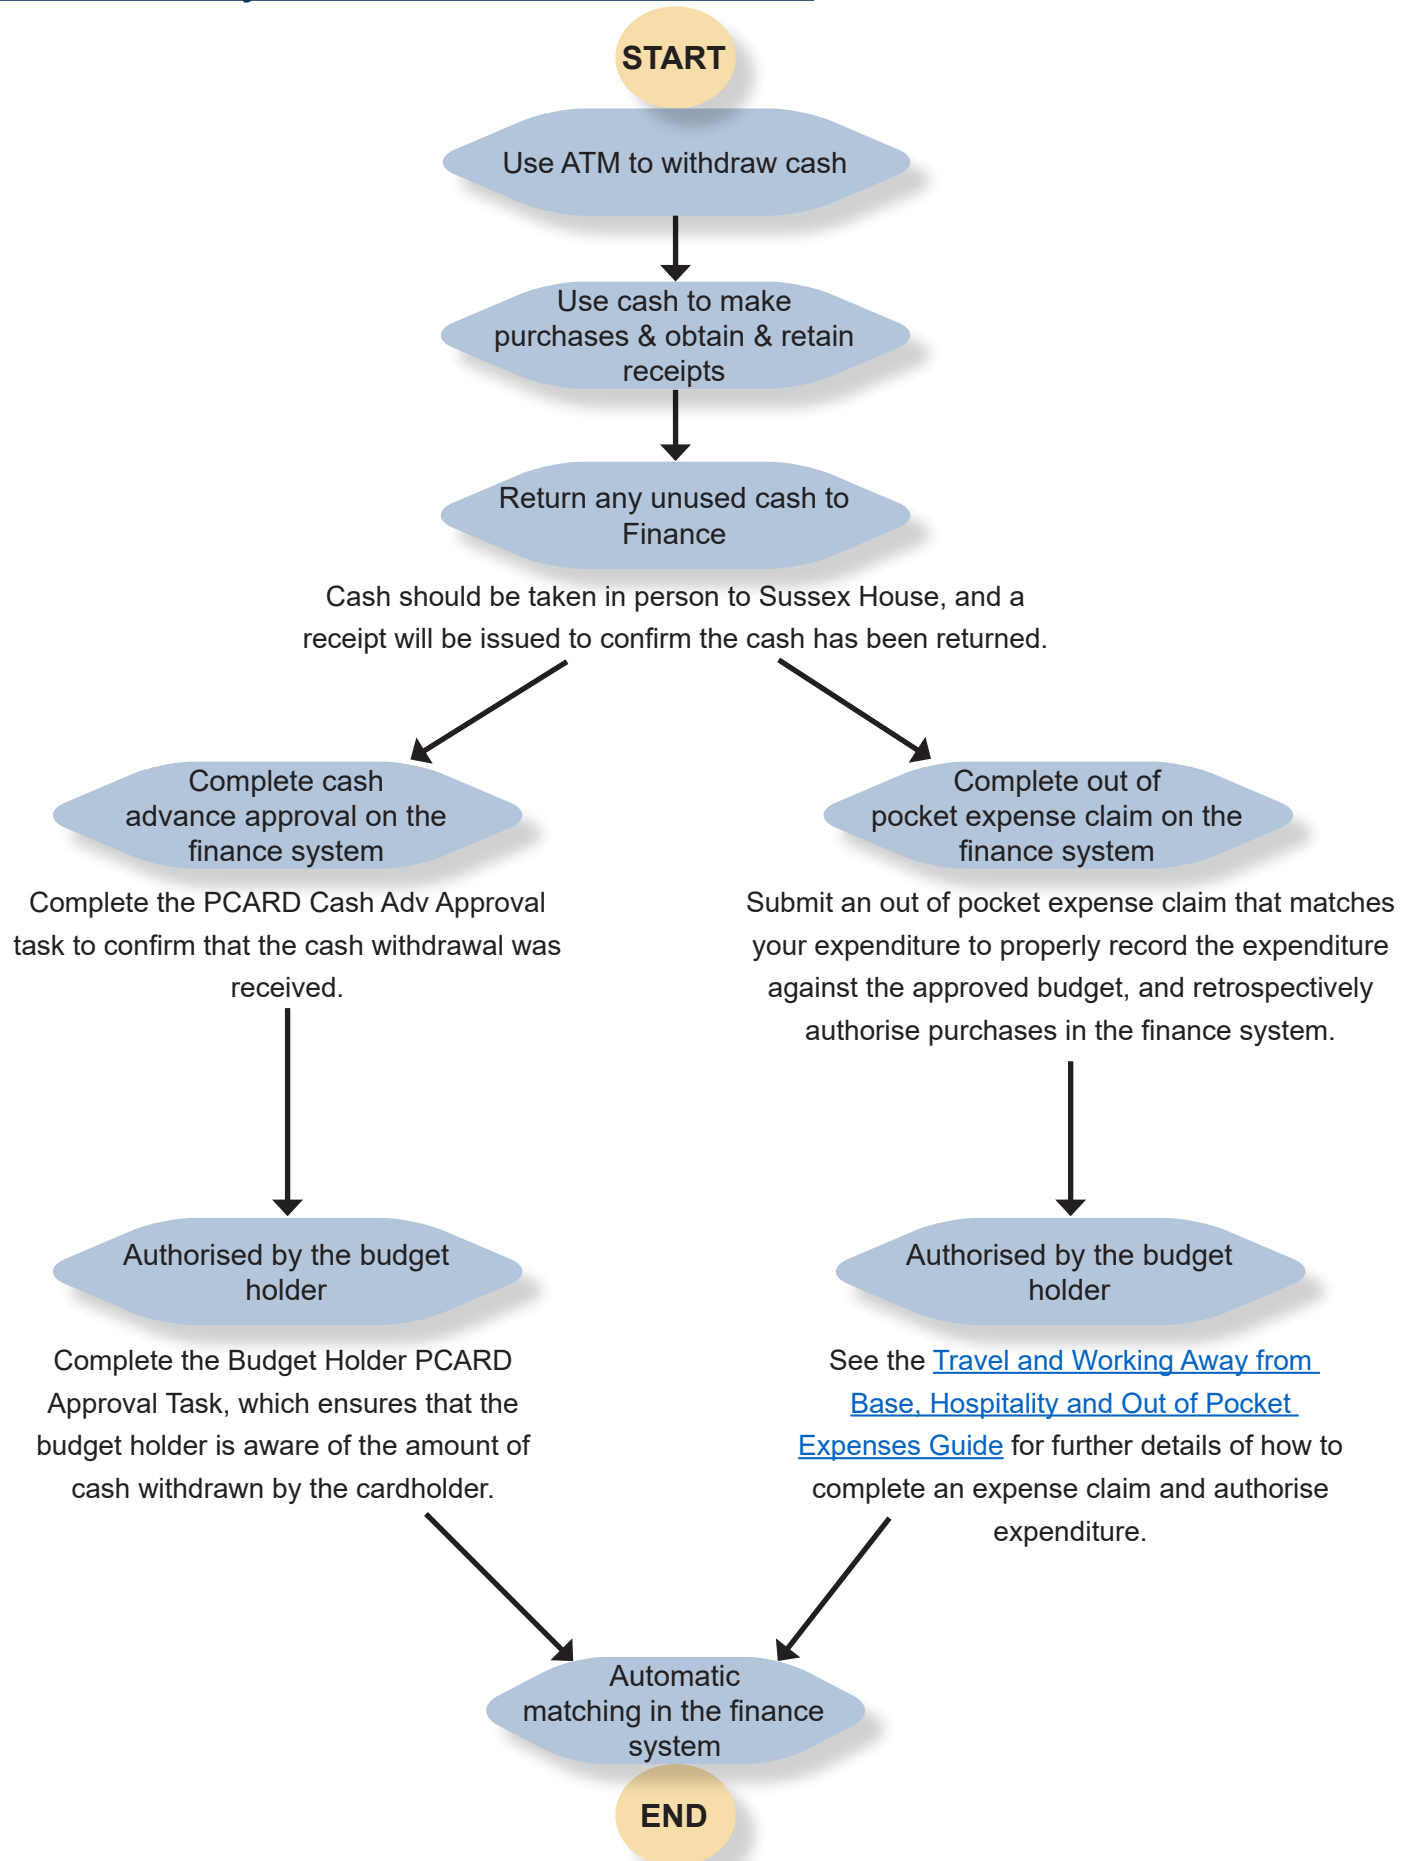 START
Use ATM to withdraw cash
Use cash to make
purchases & obtain & retain
receipts
Return any unused cash to
Finance
Cash should be taken in person to Sussex House, and a
receipt will be issued to confirm the cash has been returned.
Complete cash
advance approval on the
finance system
Complete the PCARD Cash Adv Approval
task to confirm that the cash withdrawal was
received.
Complete out of
pocket expense claim on the
finance system
Submit an out of pocket expense claim that matches
your expenditure to properly record the expenditure
against the approved budget, and retrospectively
authorise purchases in the finance system.
Authorised by the budget
holder
Complete the Budget Holder PCARD
Approval Task, which ensures that the
budget holder is aware of the amount of
cash withdrawn by the cardholder.
Authorised by the budget
holder
See the Travel and Working Away from
Base, Hospitality and Out of Pocket
Expenses Guide for further details of how to
complete an expense claim and authorise
expenditure.
Automatic
matching in the finance
system
END